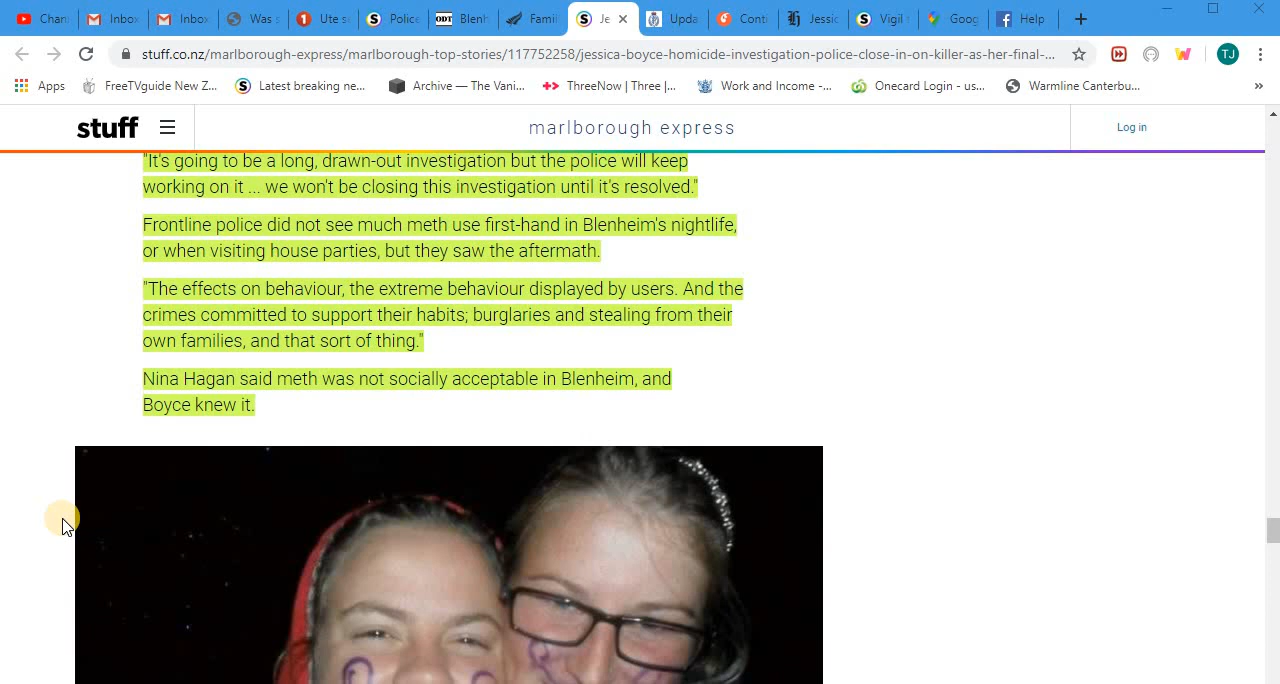 Chan
Inbox
Inbox
Was s
Ute s
Police
ODT
Blenh
Famil
Je
Upda
Cont
Jessic
Vigil
Goog
Help
stuff.co.nz/marlborough-express/marlborough-top-stories/117752258/jessica-boyce-homicide-investigation-police-close-in-on-killer-as-her-final-...
TJ
Apps
FreeTVguide New Z...
Latest breaking ne...
Archive — The Vani...
ThreeNow | Three |...
Work and Income -...
Onecard Login - us...
Warmline Canterbu...
»
stuff
marlborough express
Log in
"It's going to be a long, drawn-out investigation but the police will keep
working on it ... we won't be closing this investigation until it's resolved."
Frontline police did not see much meth use first-hand in Blenheim's nightlife,
or when visiting house parties, but they saw the aftermath.
"The effects on behaviour, the extreme behaviour displayed by users. And the
crimes committed to support their habits; burglaries and stealing from their
own families, and that sort of thing."
Nina Hagan said meth was not socially acceptable in Blenheim, and
Boyce knew it.